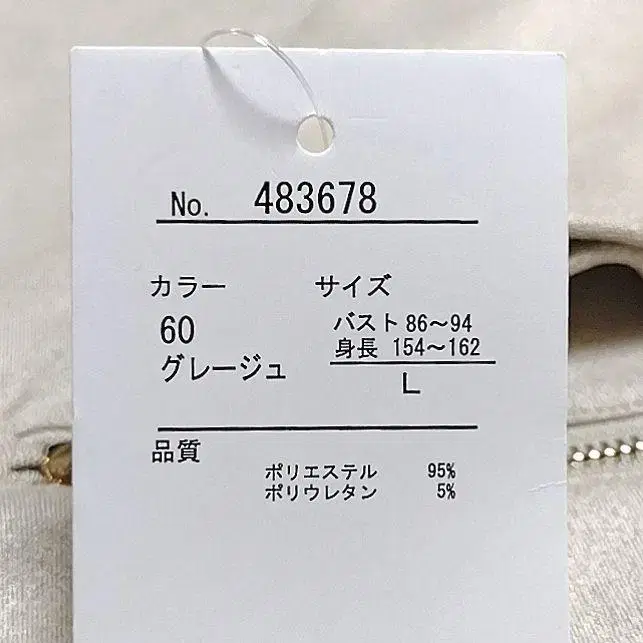 No. 483678
カラー サイズ
60 バスト 86～94
グレージュ 身長 154～162
L
品質
ポリエステル 95%
ポリウレタン 5%